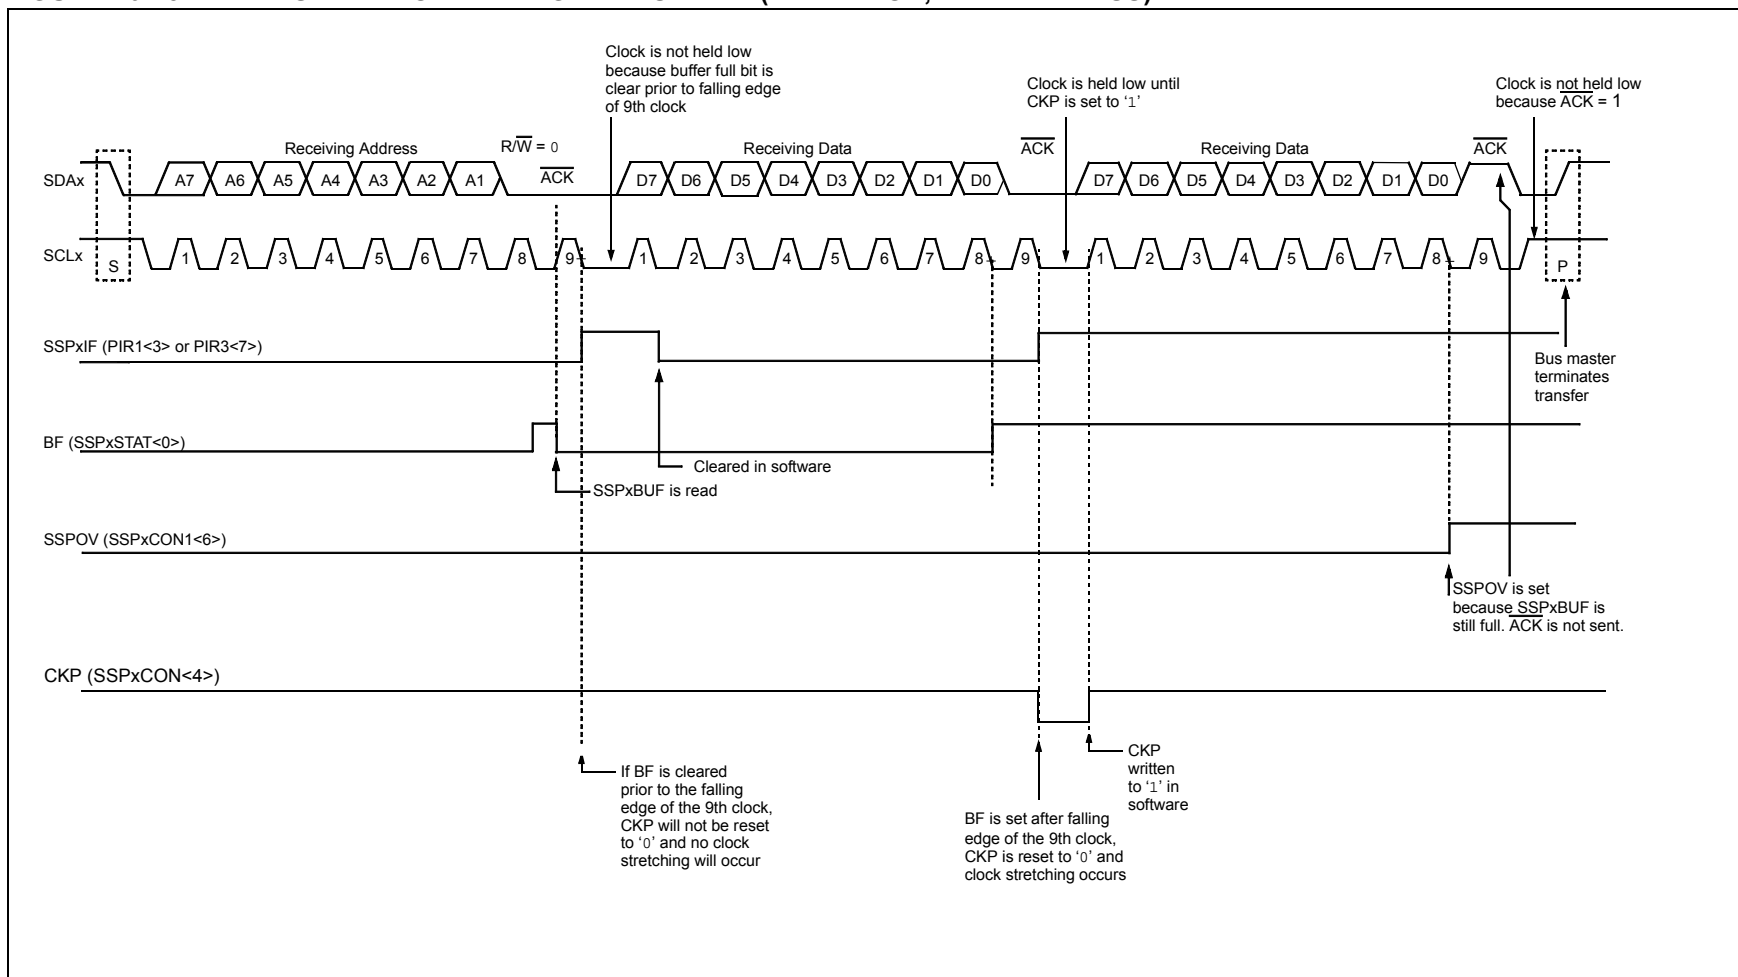 Clock is not held low
because buffer full bit is
clear prior to falling edge
of 9th clock
Clock is held low until
CKP is set to ‘1’
Clock is not held low
because ACK = 1
Receiving Address
R/W = 0
ACK
Receiving Data
ACK
Receiving Data
ACK
SDAx
A7 A6 A5 A4 A3 A2 A1
D7 D6 D5 D4 D3 D2 D1 D0
D7 D6 D5 D4 D3 D2 D1 D0
SCLx
S
1 2 3 4 5 6 7 8 9
1 2 3 4 5 6 7 8 9
1 2 3 4 5 6 7 8 9
P
SSPxIF (PIR1<3> or PIR3<7>)
Bus master
terminates
transfer
BF (SSPxSTAT<0>)
Cleared in software
SSPxBUF is read
SSPOV (SSPxCON1<6>)
SSPOV is set
because SSPxBUF is
still full. ACK is not sent.
CKP (SSPxCON<4>)
If BF is cleared
prior to the falling
edge of the 9th clock,
CKP will not be reset
to ‘0’ and no clock
stretching will occur
CKP
written
to ‘1’ in
software
BF is set after falling
edge of the 9th clock,
CKP is reset to ‘0’ and
clock stretching occurs